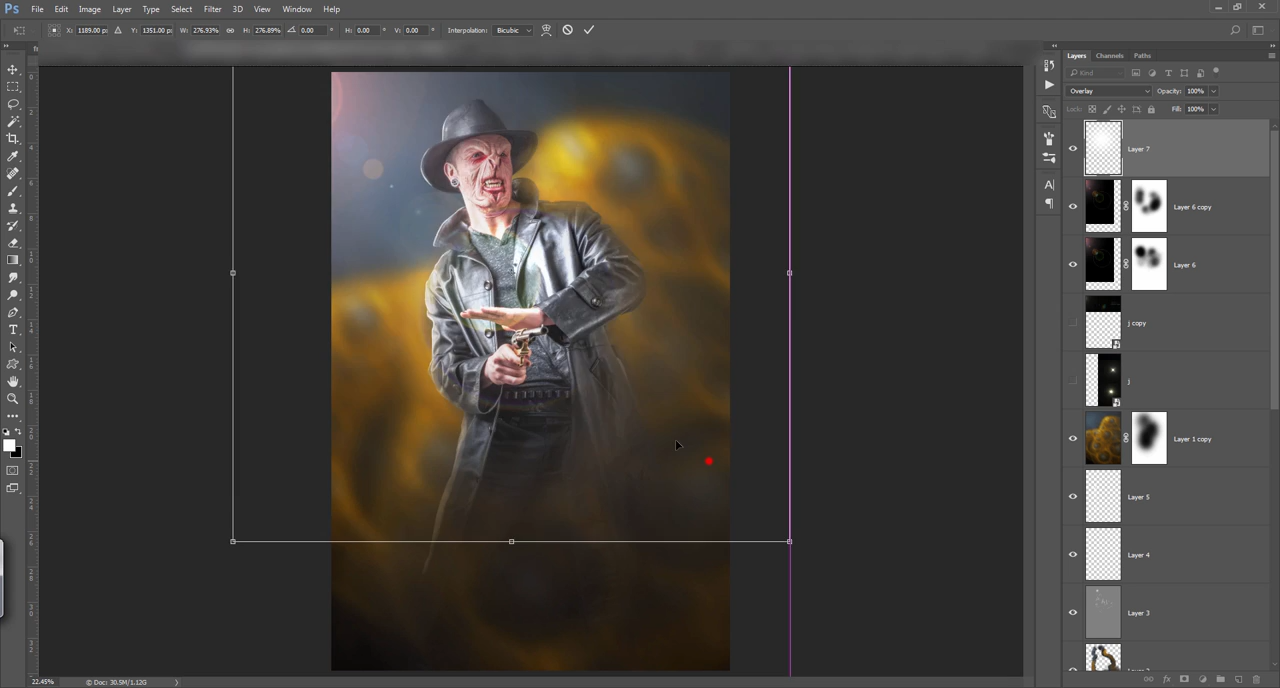 Ps File Edit Image Layer Type Select Filter 3D View Window Help
X: 1189.00 px Y: 1351.00 px W: 276.93% H: 276.89% 0.00 ° H: 0.00 ° V: 0.00 ° Interpolation: Bicubic
Layers Channels Paths
Kind
Overlay Opacity: 100%
Lock: Fill: 100%
Layer 7
Layer 6 copy
Layer 6
j copy
j
Layer 1 copy
Layer 5
Layer 4
Layer 3
22.45% Doc: 30.5M/1.12G